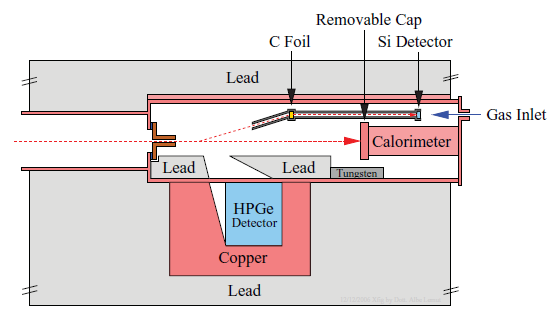 Removable Cap
C Foil
Si Detector
Lead
Gas Inlet
Calorimeter
Lead
Lead
Tungsten
HPGe
Detector
Copper
Lead